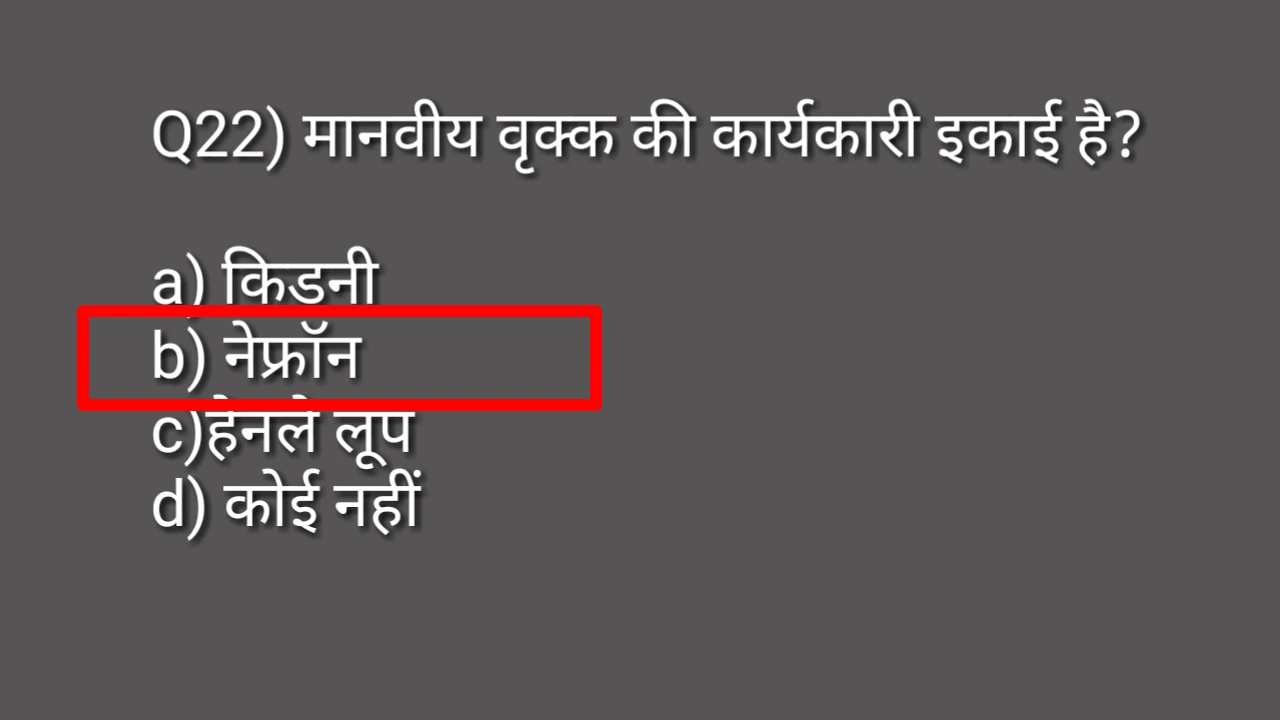 Q22) मानवीय वृक्क की कार्यकारी इकाई है?
a) किडनी
b) नेफ्रॉन
c)हेनले लूप
d) कोई नहीं